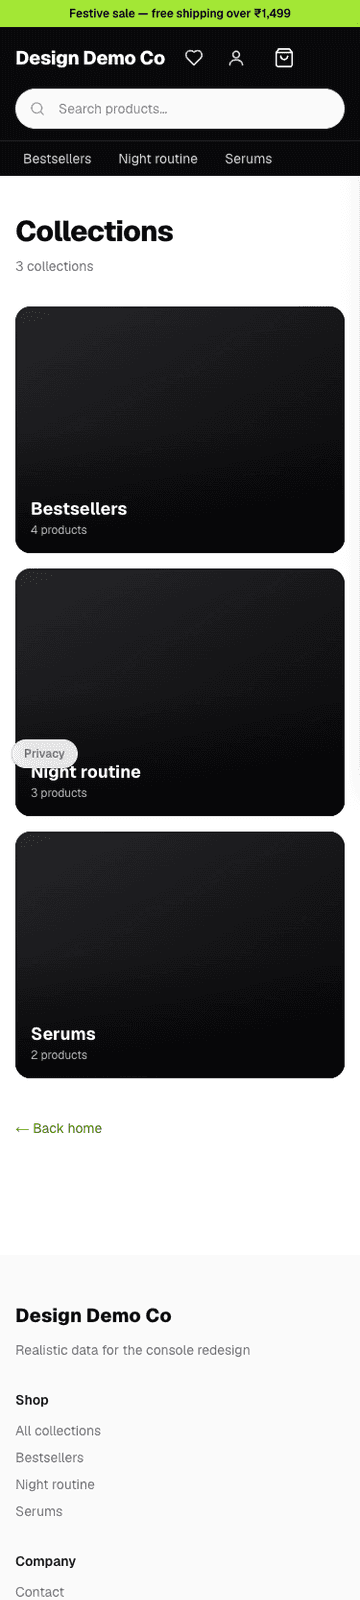 Festive sale — free shipping over ₹1,499
Design Demo Co
Search products...
Bestsellers Night routine Serums
Collections
3 collections
Bestsellers
4 products
Privacy
Night routine
3 products
Serums
2 products
← Back home
Design Demo Co
Realistic data for the console redesign
Shop
All collections
Bestsellers
Night routine
Serums
Company
Contact